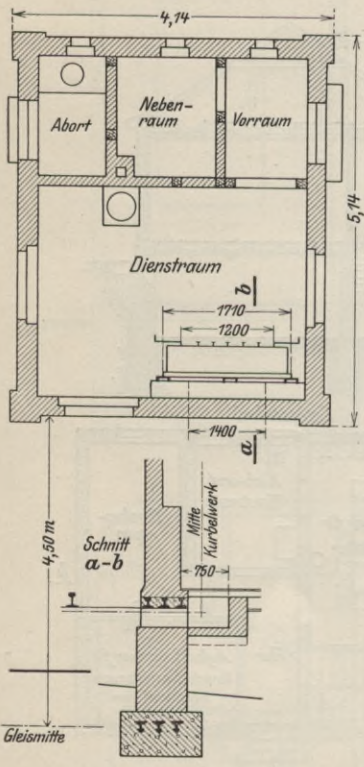 4,14
Abort
Neben-
raum
Vorraum
5,14
Dienstraum
b
1710
1200
1400
a
4,50 m
Schnitt
a-b
Mitte
Kurbelwerk
750
Gleismitte